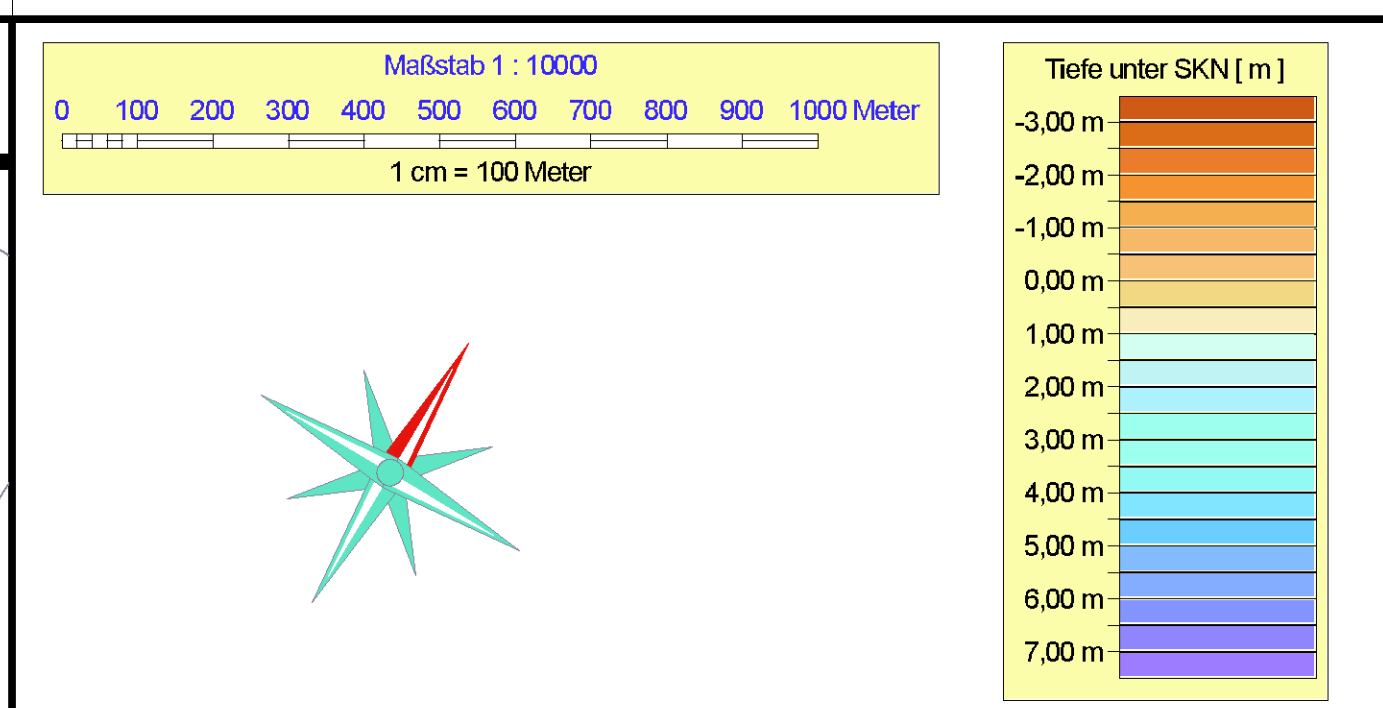 Maßstab 1 : 10000
0 100 200 300 400 500 600 700 800 900 1000 Meter
1 cm = 100 Meter
Tiefe unter SKN [ m ]
-3,00 m
-2,00 m
-1,00 m
0,00 m
1,00 m
2,00 m
3,00 m
4,00 m
5,00 m
6,00 m
7,00 m